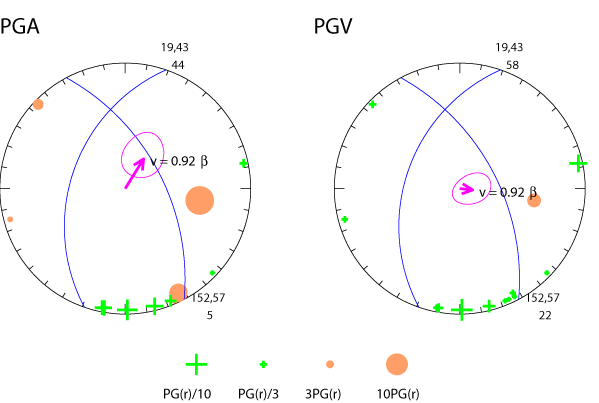 PGA
PGV
19,43
44
19,43
58
v = 0.92 β
v = 0.92 β
152,57
5
152,57
22
PG(r)/10
PG(r)/3
3PG(r)
10PG(r)